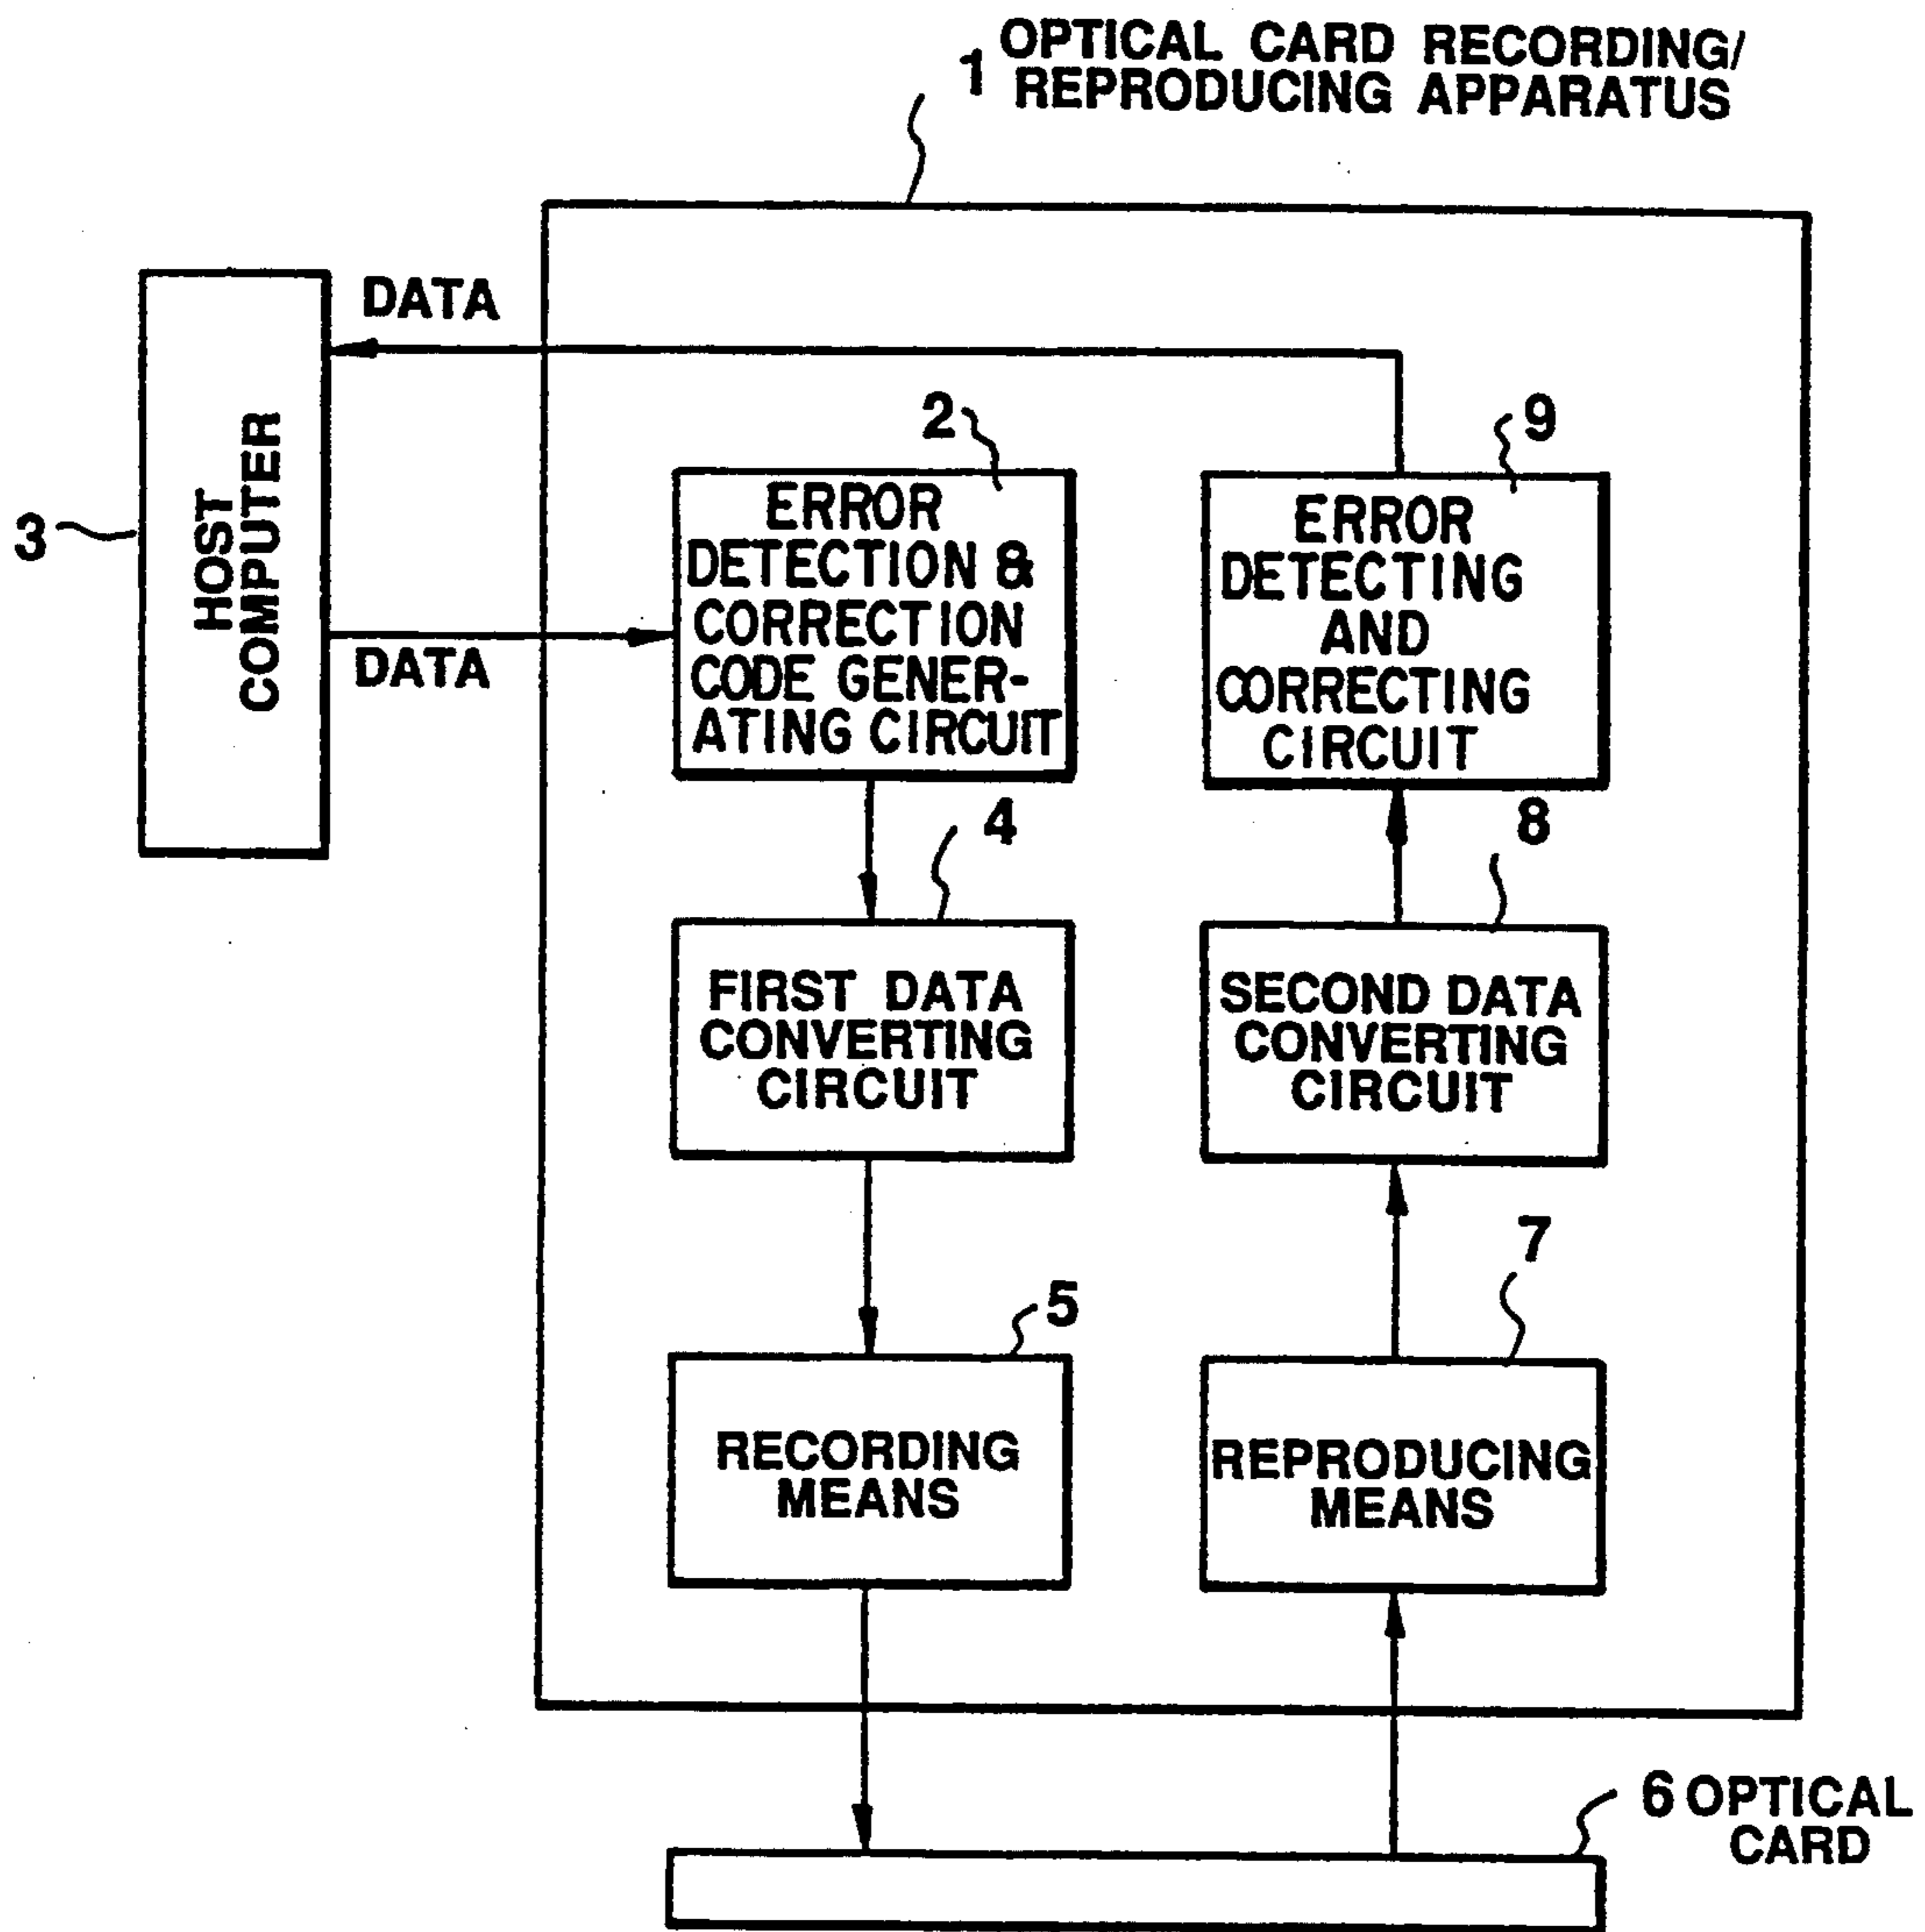 1 OPTICAL CARD RECORDING/
REPRODUCING APPARATUS
DATA
HOST
COMPUTER
3
DATA
2
ERROR
DETECTION &
CORRECTION
CODE GENER-
ATING CIRCUIT
9
ERROR
DETECTING
AND
CORRECTING
CIRCUIT
4
FIRST DATA
CONVERTING
CIRCUIT
8
SECOND DATA
CONVERTING
CIRCUIT
5
RECORDING
MEANS
7
REPRODUCING
MEANS
6 OPTICAL
CARD